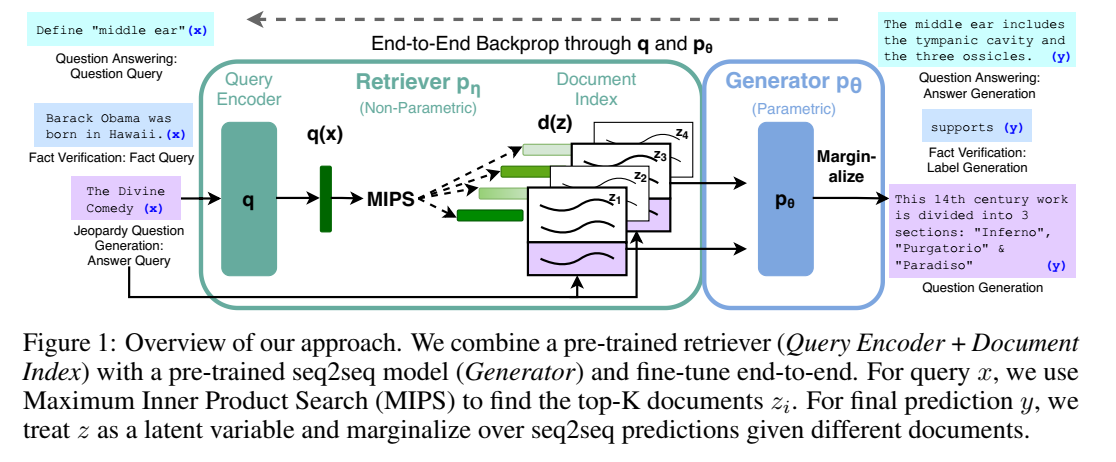 Define "middle ear"(x)
Question Answering:
Question Query
Barack Obama was
born in Hawaii.(x)
Fact Verification: Fact Query
The Divine
Comedy (x)
Jeopardy Question
Generation:
Answer Query
End-to-End Backprop through q and pθ
Query
Encoder
Retriever pη
(Non-Parametric)
Document
Index
q
q(x)
MIPS
d(z)
z4
z3
z2
z1
Generator pθ
(Parametric)
pθ
Margin-
alize
The middle ear includes
the tympanic cavity and
the three ossicles. (y)
Question Answering:
Answer Generation
supports (y)
Fact Verification:
Label Generation
This 14th century work
is divided into 3
sections: "Inferno",
"Purgatorio" &
"Paradiso" (y)
Question Generation
Figure 1: Overview of our approach. We combine a pre-trained retriever (Query Encoder + Document
Index) with a pre-trained seq2seq model (Generator) and fine-tune end-to-end. For query x, we use
Maximum Inner Product Search (MIPS) to find the top-K documents zi. For final prediction y, we
treat z as a latent variable and marginalize over seq2seq predictions given different documents.